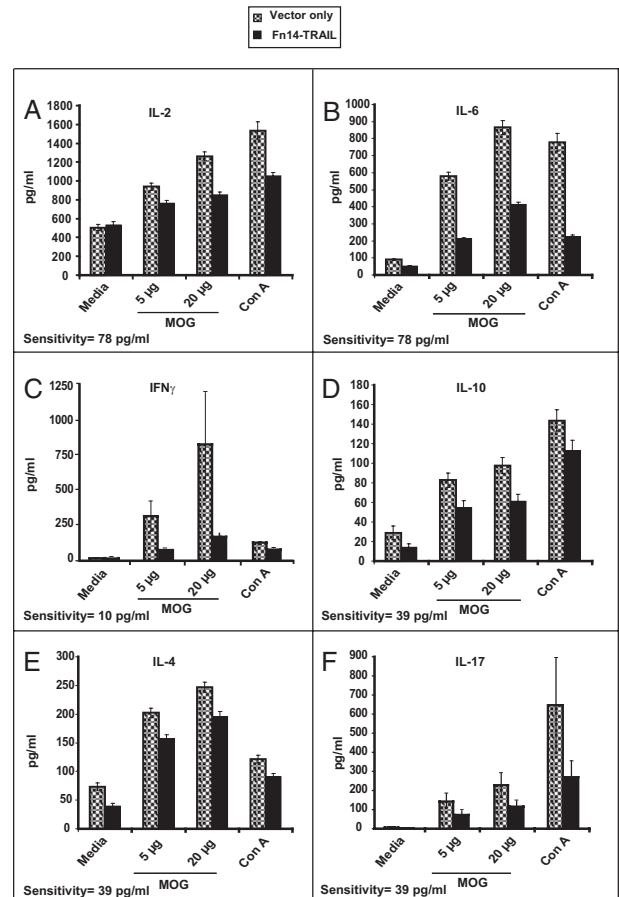 Vector only
Fn14-TRAIL
A
IL-2
pg/ml
1800
1600
1400
1200
1000
800
600
400
200
0
Media
5 µg
20 µg
Con A
MOG
Sensitivity= 78 pg/ml
B
IL-6
pg/ml
1000
900
800
700
600
500
400
300
200
100
0
Media
5 µg
20 µg
Con A
MOG
Sensitivity= 78 pg/ml
C
IFNγ
pg/ml
1250
1000
750
500
250
0
Media
5 µg
20 µg
Con A
MOG
Sensitivity= 10 pg/ml
D
IL-10
pg/ml
180
160
140
120
100
80
60
40
20
0
Media
5 µg
20 µg
Con A
MOG
Sensitivity= 39 pg/ml
E
IL-4
pg/ml
300
250
200
150
100
50
0
Media
5 µg
20 µg
Con A
MOG
Sensitivity= 39 pg/ml
F
IL-17
pg/ml
900
800
700
600
500
400
300
200
100
0
Media
5 µg
20 µg
Con A
MOG
Sensitivity= 39 pg/ml